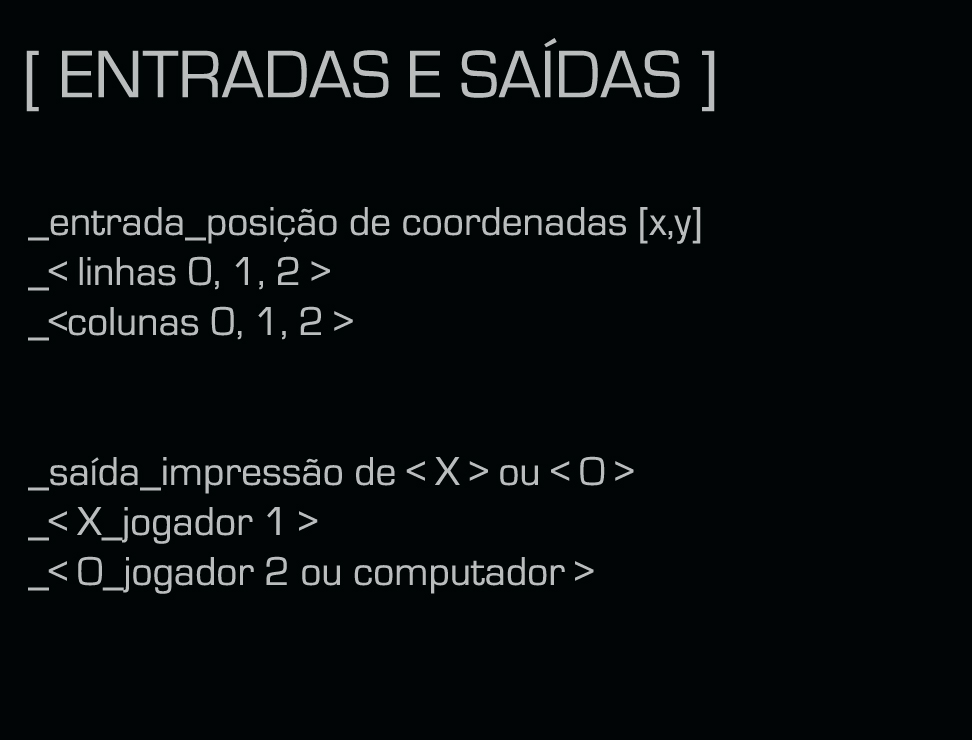 [ ENTRADAS E SAÍDAS ]
_entrada_posição de coordenadas [x,y]
_< linhas 0, 1, 2 >
_<colunas 0, 1, 2 >
_saída_impressão de < X > ou < O >
_< X_jogador 1 >
_< O_jogador 2 ou computador >